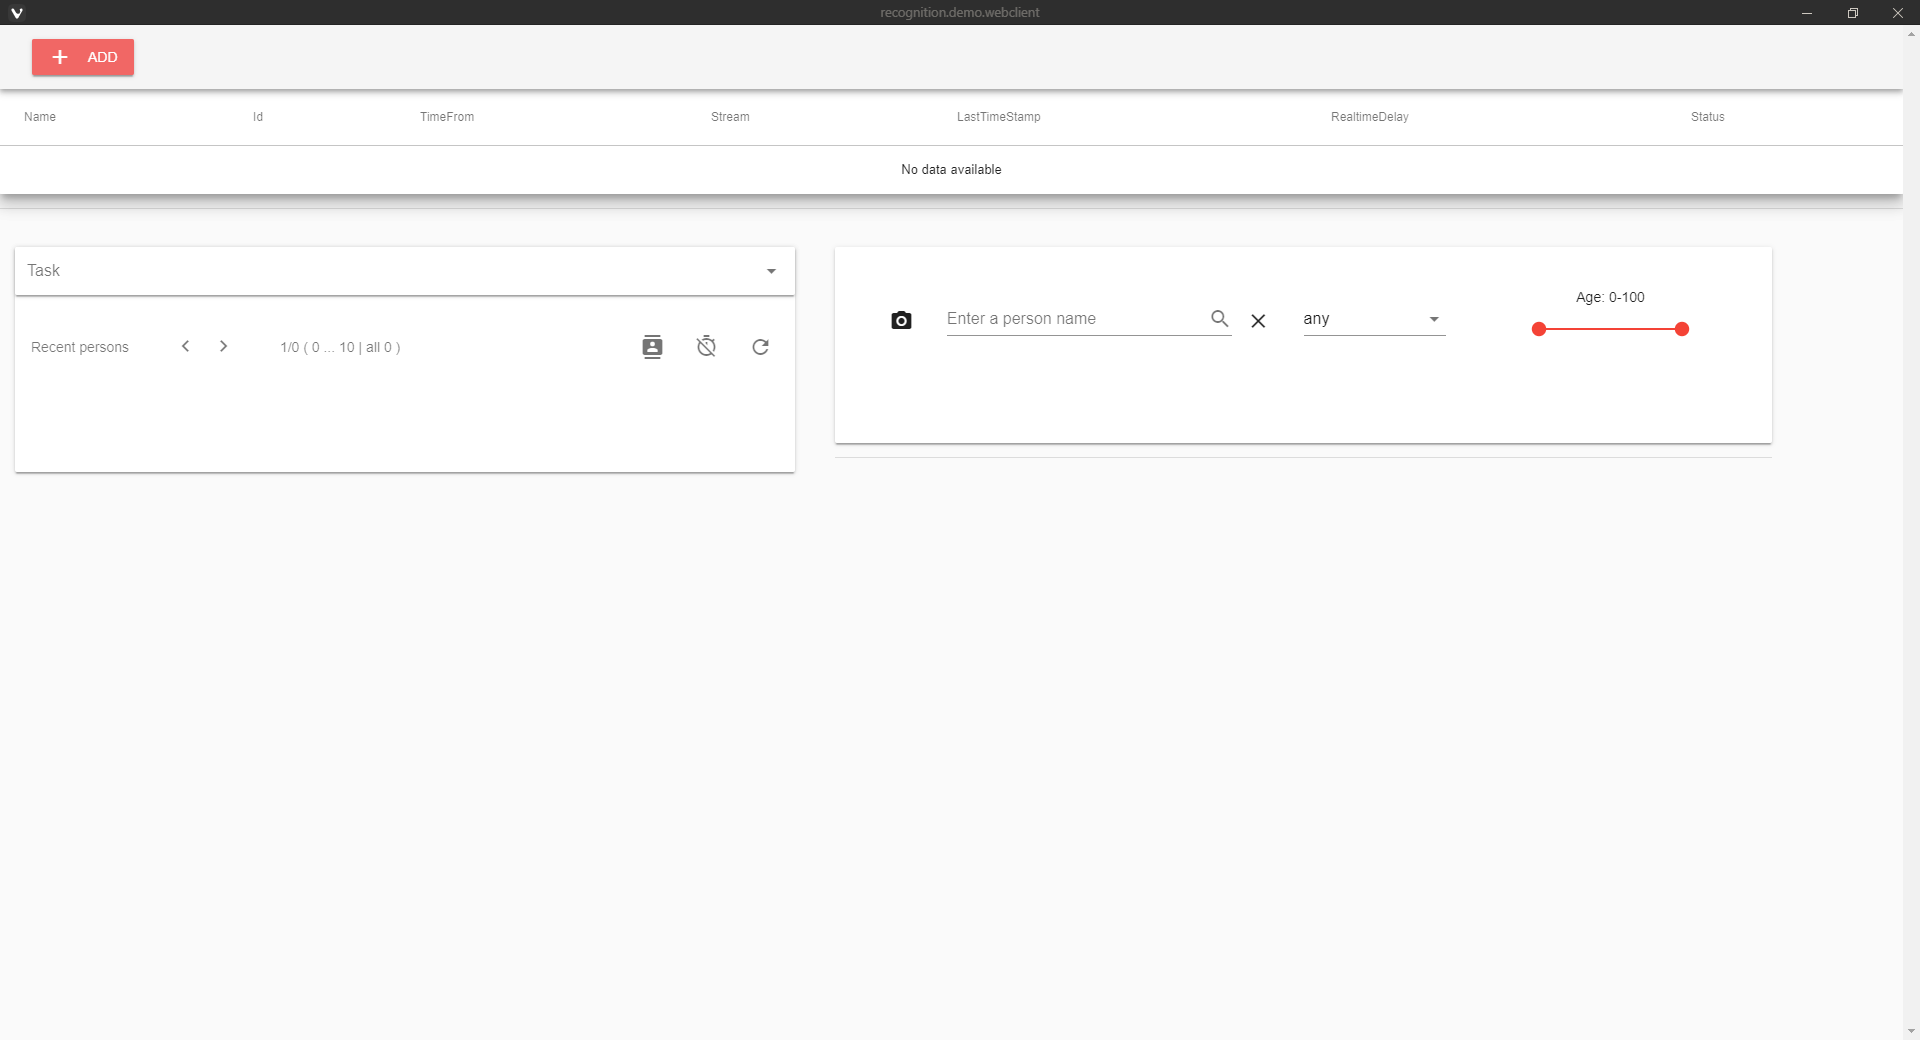 recognition.demo.webclient
ADD
Name Id TimeFrom Stream LastTimeStamp RealtimeDelay Status
No data available
Task
Recent persons 1/0 ( 0 ... 10 | all 0 )
Enter a person name any
Age: 0-100